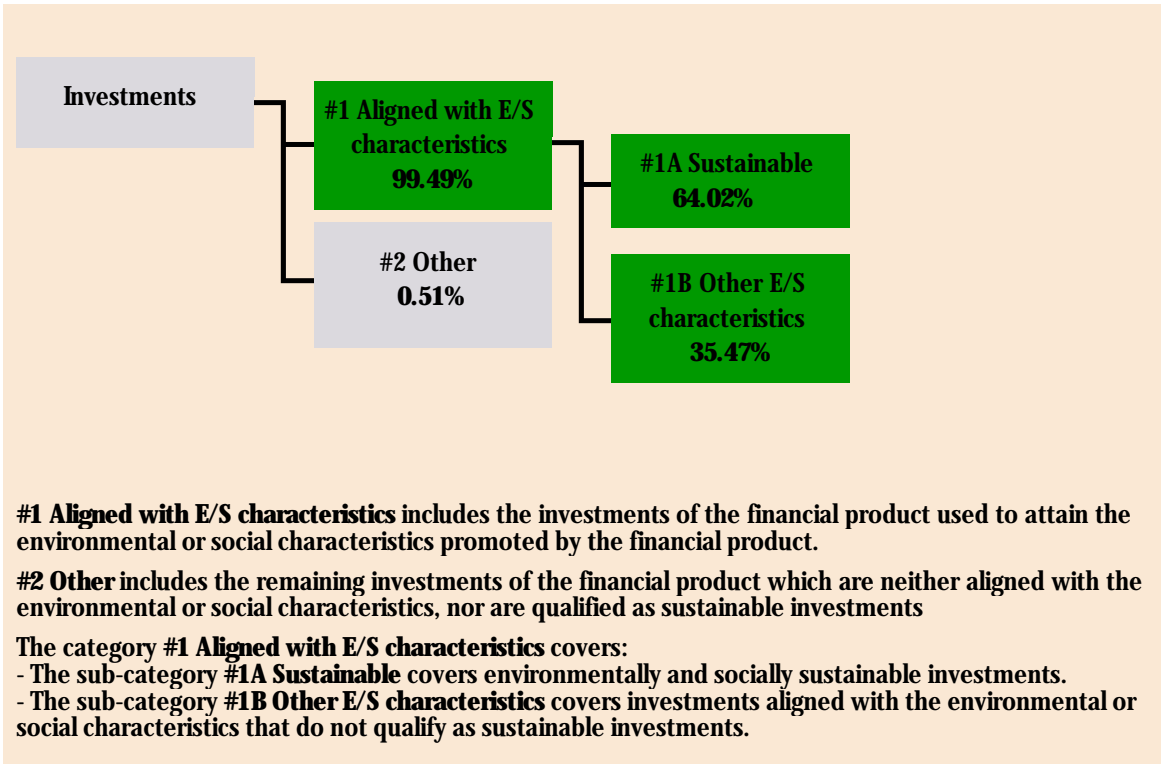 Investments
#1 Aligned with E/S
characteristics
99.49%
#2 Other
0.51%
#1A Sustainable
64.02%
#1B Other E/S
characteristics
35.47%
#1 Aligned with E/S characteristics includes the investments of the financial product used to attain the
environmental or social characteristics promoted by the financial product.
#2 Other includes the remaining investments of the financial product which are neither aligned with the
environmental or social characteristics, nor are qualified as sustainable investments
The category #1 Aligned with E/S characteristics covers:
- The sub-category #1A Sustainable covers environmentally and socially sustainable investments.
- The sub-category #1B Other E/S characteristics covers investments aligned with the environmental or
social characteristics that do not qualify as sustainable investments.